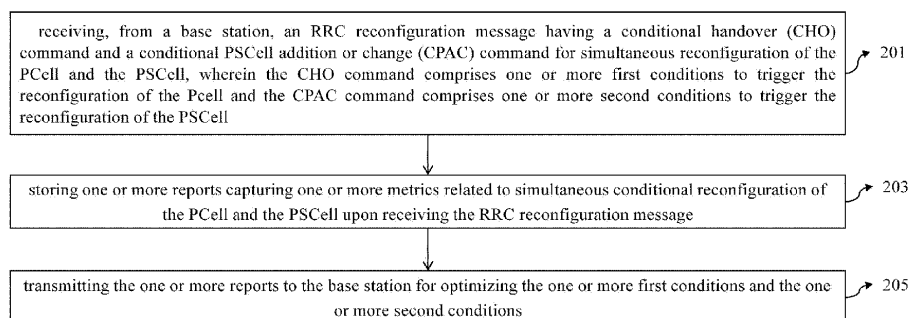 receiving, from a base station, an RRC reconfiguration message having a conditional handover (CHO)
command and a conditional PSCell addition or change (CPAC) command for simultaneous reconfiguration of the
PCell and the PSCell, wherein the CHO command comprises one or more first conditions to trigger the
reconfiguration of the Pcell and the CPAC command comprises one or more second conditions to trigger the
reconfiguration of the PSCell
201
storing one or more reports capturing one or more metrics related to simultaneous conditional reconfiguration of
the PCell and the PSCell upon receiving the RRC reconfiguration message
203
transmitting the one or more reports to the base station for optimizing the one or more first conditions and the one
or more second conditions
205